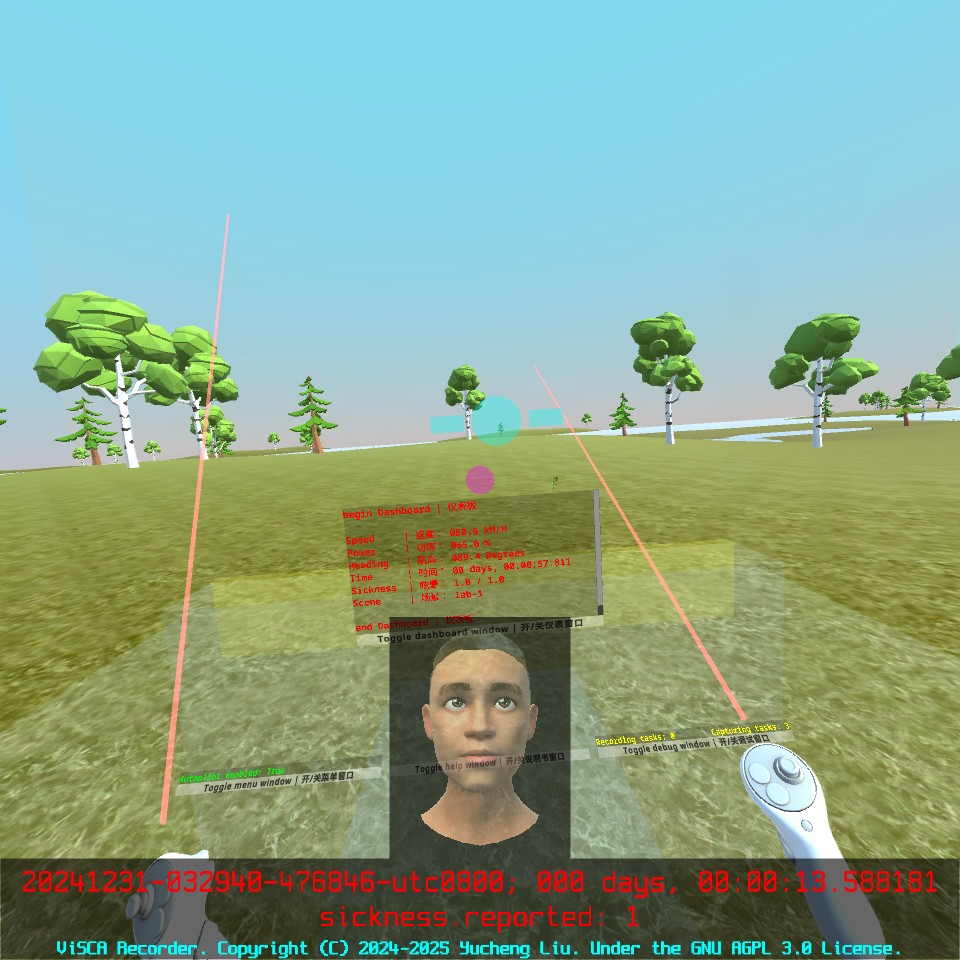 begin Dashboard | 仪表板
Speed | 速度: 050.6 km/h
Power | 功率: 065.0 %
Heading | 朝向: 089.4 Degrees
Time | 时间: 00 days, 00:00:57.811
Sickness | 眩晕: 1.0 / 1.0
Scene | 场景: lab-1
end Dashboard | 仪表板
Toggle dashboard window | 开/关仪表窗口
Recording tasks: 0 Capturing tasks: 3
Toggle debug window | 开/关调试窗口
Toggle help window | 开/关说明书窗口
Autopilot enabled: True
Toggle menu window | 开/关菜单窗口
20241231-032940-476846-utc0800; 000 days, 00:00:13.588181
sickness.reported: 1
ViSCA Recorder. Copyright (C) 2024-2025 Yucheng Liu. Under the GNU AGPL 3.0 License.